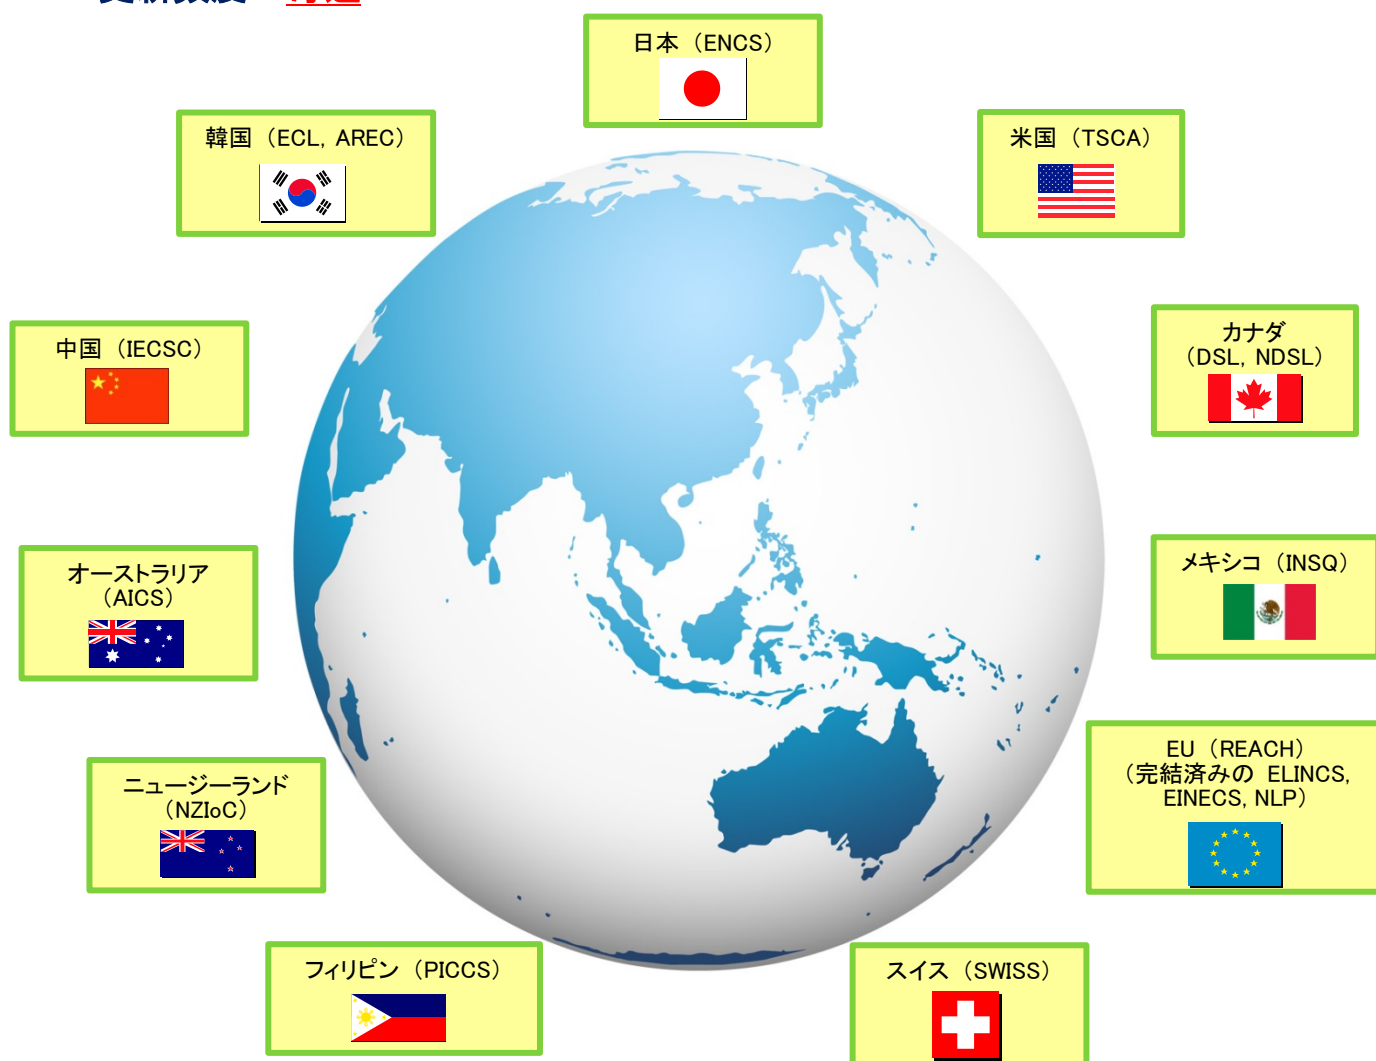 日本 (ENCS)
韓国 (ECL, AREC)
米国 (TSCA)
中国 (IECSC)
カナダ
(DSL, NDSL)
オーストラリア
(AICS)
メキシコ (INSQ)
ニュージーランド
(NZIoC)
EU (REACH)
(完結済みの ELINCS,
EINECS, NLP)
フィリピン (PICCS)
スイス (SWISS)